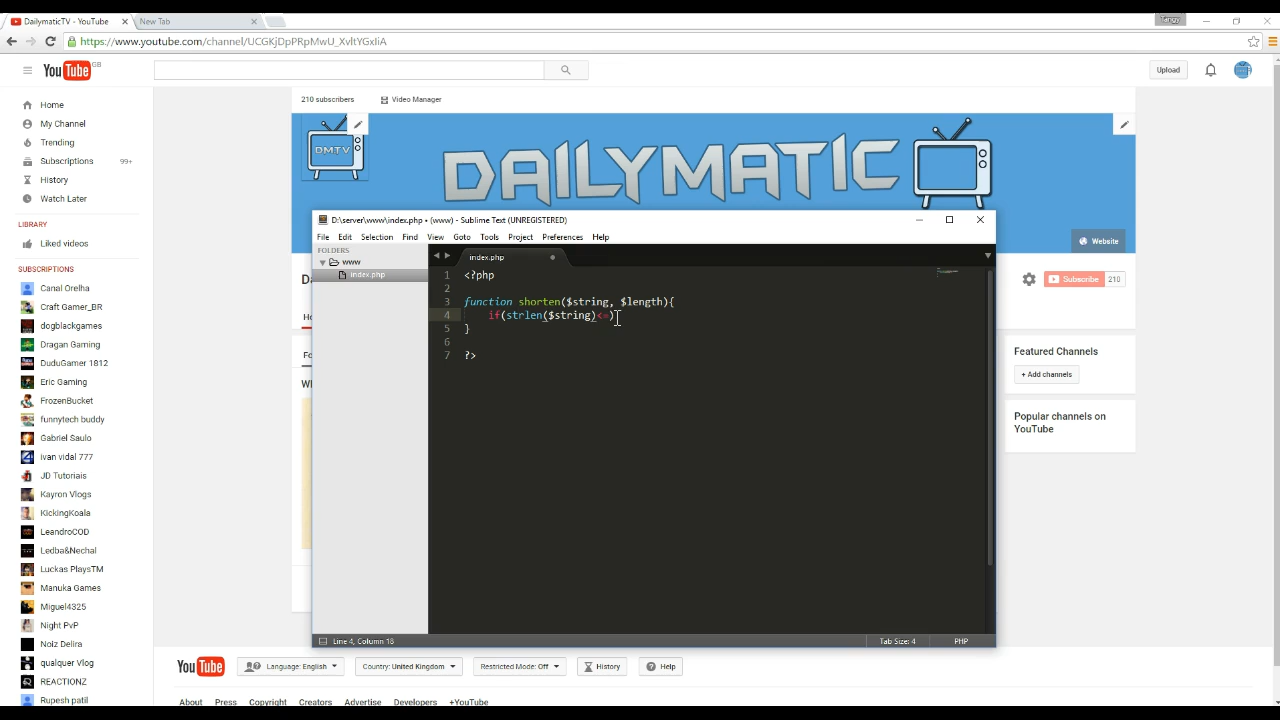 DailymaticTV - YouTube
New Tab
Tangy
https://www.youtube.com/channel/UCGKjDpPRpMwU_XvltYGxIiA
YouTube GB
Upload
Home
My Channel
Trending
Subscriptions 99+
History
Watch Later
LIBRARY
Liked videos
SUBSCRIPTIONS
Canal Orelha
Craft Gamer_BR
dogblackgames
Dragan Gaming
DuduGamer 1812
Eric Gaming
FrozenBucket
funnytech buddy
Gabriel Saulo
ivan vidal 777
JD Tutoriais
Kayron Vlogs
KickingKoala
LeandroCOD
Ledba&Nechal
Luckas PlaysTM
Manuka Games
Miguel4325
Night PvP
Noiz Delira
qualquer Vlog
REACTIONZ
Rupesh patil
210 subscribers
Video Manager
DMTV
DAILYMATIC
Website
Subscribe 210
D:\server\www\index.php • (www) - Sublime Text (UNREGISTERED)
File Edit Selection Find View Goto Tools Project Preferences Help
FOLDERS
www
index.php
index.php
1 <?php
2
3 function shorten($string, $length){
4 if(strlen($string)<=)
5 }
6
7 ?>
Line 4, Column 18
Tab Size: 4
PHP
Featured Channels
+ Add channels
Popular channels on
YouTube
YouTube
Language: English
Country: United Kingdom
Restricted Mode: Off
History
Help
About Press Copyright Creators Advertise Developers +YouTube